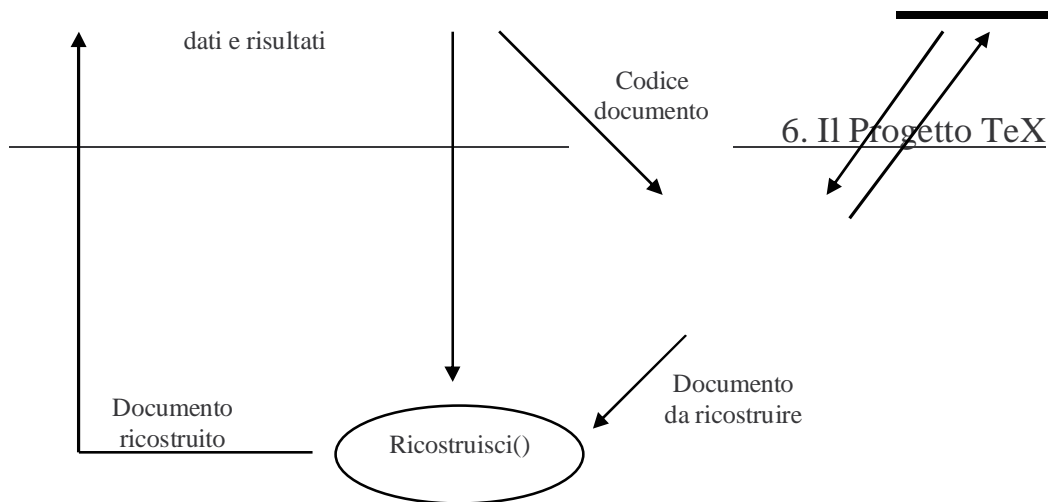 dati e risultati
Codice
documento
6. Il Progetto TeX
Documento
ricostruito
Ricostruisci()
Documento
da ricostruire